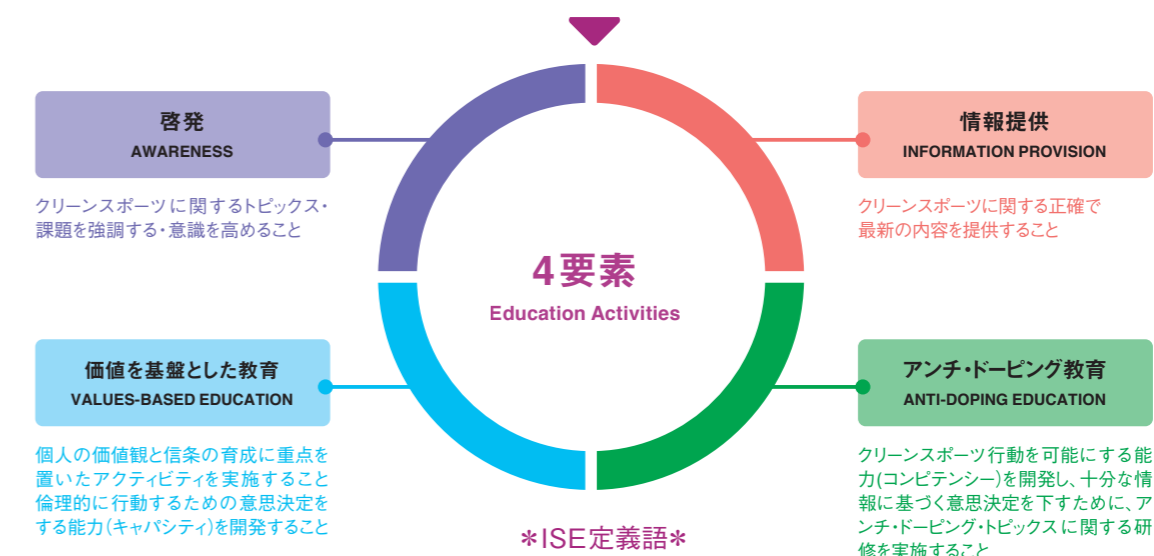 啓発
AWARENESS
クリーンスポーツに関するトピックス・
課題を強調する・意識を高めること
情報提供
INFORMATION PROVISION
クリーンスポーツに関する正確で
最新の内容を提供すること
4要素
Education Activities
価値を基盤とした教育
VALUES-BASED EDUCATION
個人の価値観と信条の育成に重点を
置いたアクティビティを実施すること
倫理的に行動するための意思決定を
する能力(キャパシティ)を開発すること
アンチ・ドーピング教育
ANTI-DOPING EDUCATION
クリーンスポーツ行動を可能にする能
力(コンピテンシー)を開発し、十分な情
報に基づく意思決定を下すために、ア
ンチ・ドーピング・トピックスに関する研
修を実施すること
*ISE定義語*